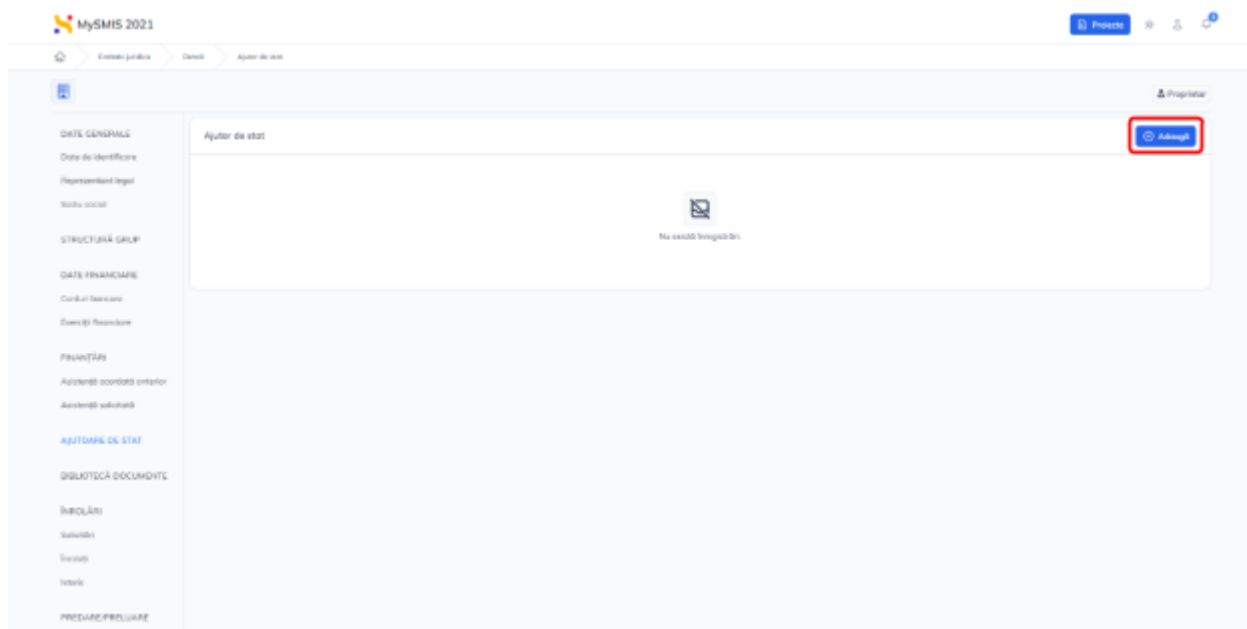 MySMIS 2021
Proiecte
Entitate juridica
Detalii
Ajutor de stat
Proprietar
DATE GENERALE
Ajutor de stat
Adaugă
Date de identificare
Reprezentant legal
Sediu social
Nu există înregistrări.
STRUCTURĂ GRUP
DATE FINANCIARE
Conturi bancare
Exerciții financiare
FINANȚĂRI
Asistență acordată anterior
Asistență solicitată
AJUTOARE DE STAT
BIBLIOTECĂ DOCUMENTE
ÎNROLĂRI
Solicitări
Înrolați
Istoric
PREDARE/PRELUARE